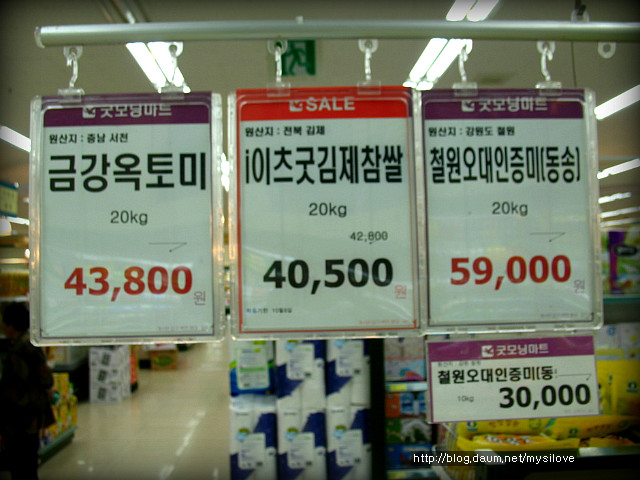 굿모닝마트
원산지 : 충남 서천
금강옥토미
20kg
43,800
원
SALE
원산지 : 전북 김제
i이츠굿김제참쌀
20kg
42,800
40,500
원
굿모닝마트
원산지 : 강원도 철원
철원오대인증미(동송)
20kg
59,000
원
굿모닝마트
철원오대인증미(동
10kg
30,000
http://blog.daum.net/mysilove